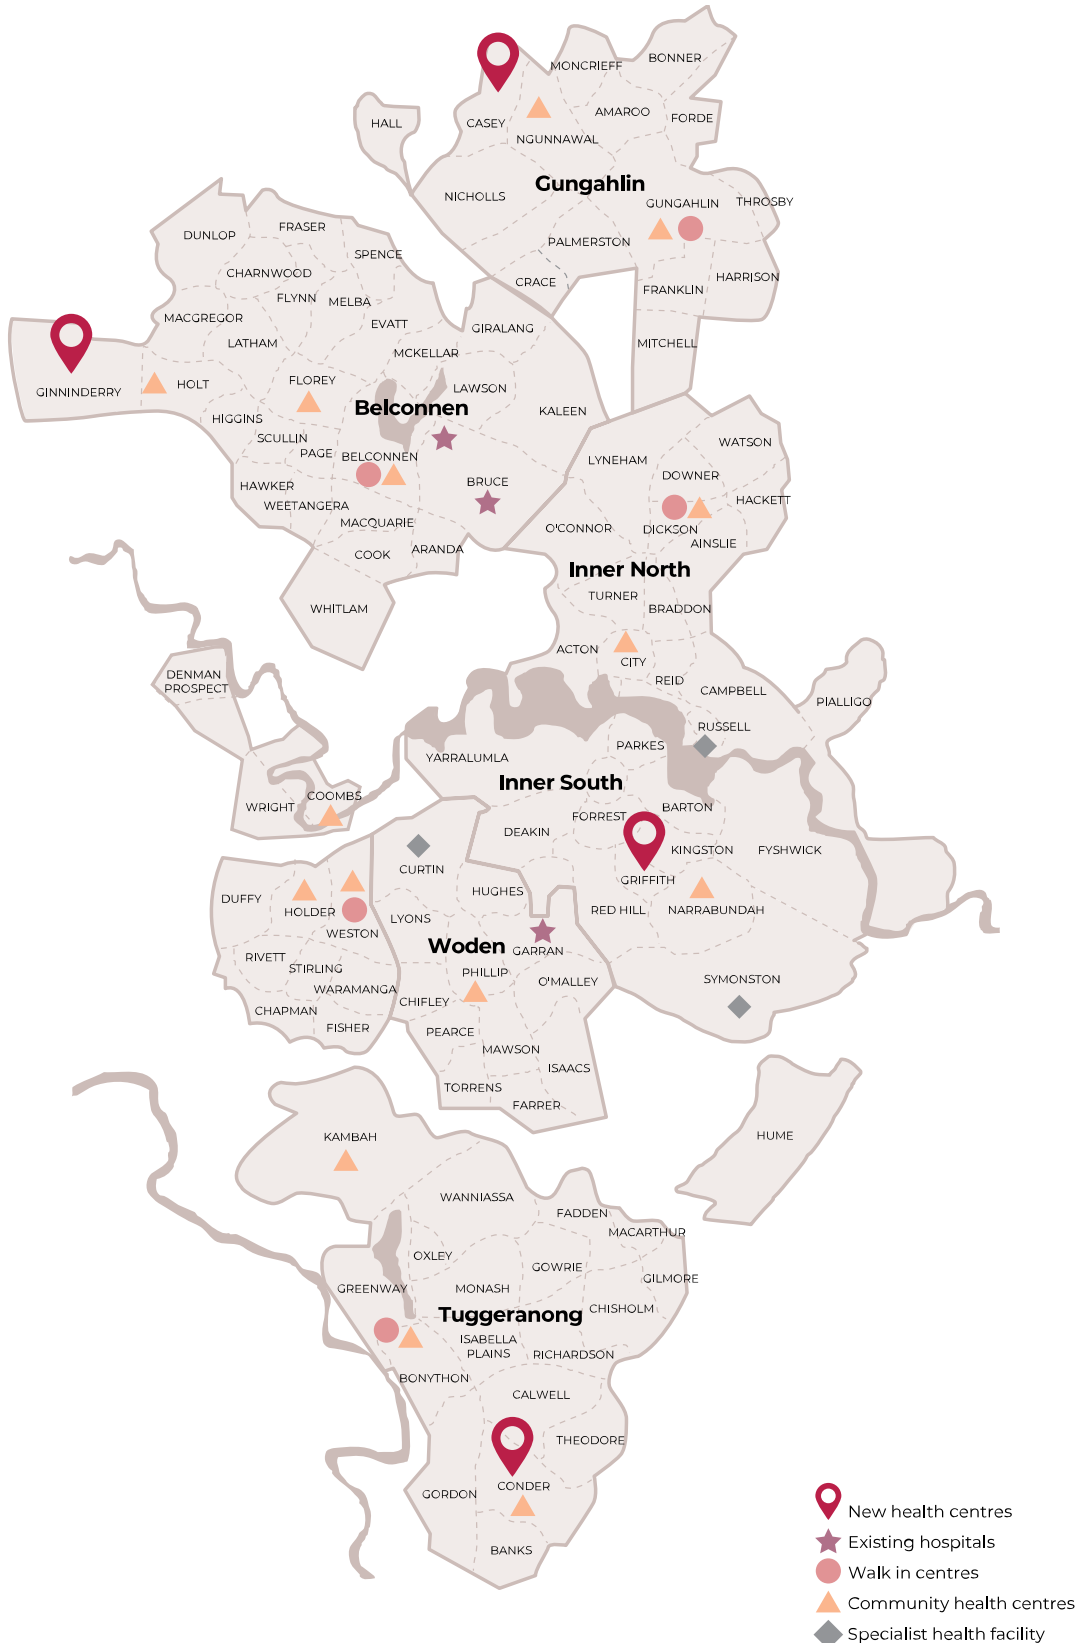 MONCRIEFF
BONNER
HALL
CASEY
AMAROO
FORDE
NGUNNAWAL
Gungahlin
NICHOLLS
GUNGAHLIN
THROSBY
PALMERSTON
CRACE
FRANKLIN
HARRISON
MITCHELL
DUNLOP
FRASER
SPENCE
CHARNWOOD
FLYNN
MELBA
MACGREGOR
EVATT
GIRALANG
LATHAM
MCKELLAR
GINNINDERRY
HOLT
FLOREY
LAWSON
Belconnen
KALEEN
HIGGINS
SCULLIN
PAGE
BELCONNEN
HAWKER
BRUCE
WEETANGERA
MACQUARIE
COOK
ARANDA
WHITLAM
WATSON
LYNEHAM
DOWNER
HACKETT
O'CONNOR
DICKSON
AINSLIE
Inner North
TURNER
BRADDON
ACTON
CITY
REID
CAMPBELL
RUSSELL
PIALLIGO
DENMAN
PROSPECT
WRIGHT
COOMBS
YARRALUMLA
PARKES
Inner South
BARTON
FORREST
DEAKIN
KINGSTON
FYSHWICK
GRIFFITH
RED HILL
NARRABUNDAH
SYMONSTON
CURTIN
HUGHES
DUFFY
HOLDER
LYONS
WESTON
Woden
GARRAN
RIVETT
STIRLING
PHILLIP
O'MALLEY
WARAMANGA
CHIFLEY
CHAPMAN
FISHER
PEARCE
MAWSON
ISAACS
TORRENS
FARRER
HUME
KAMBAH
WANNIASSA
FADDEN
MACARTHUR
OXLEY
GOWRIE
GREENWAY
MONASH
GILMORE
CHISHOLM
Tuggeranong
ISABELLA
PLAINS
RICHARDSON
BONYTHON
CALWELL
THEODORE
CONDER
GORDON
BANKS
New health centres
Existing hospitals
Walk in centres
Community health centres
Specialist health facility